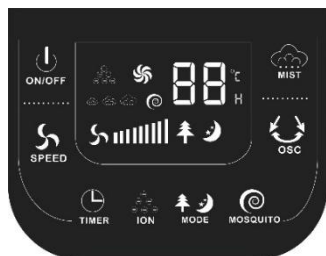 88 °C
H
ON/OFF
MIST
SPEED
OSC
TIMER
ION
MODE
MOSQUITO